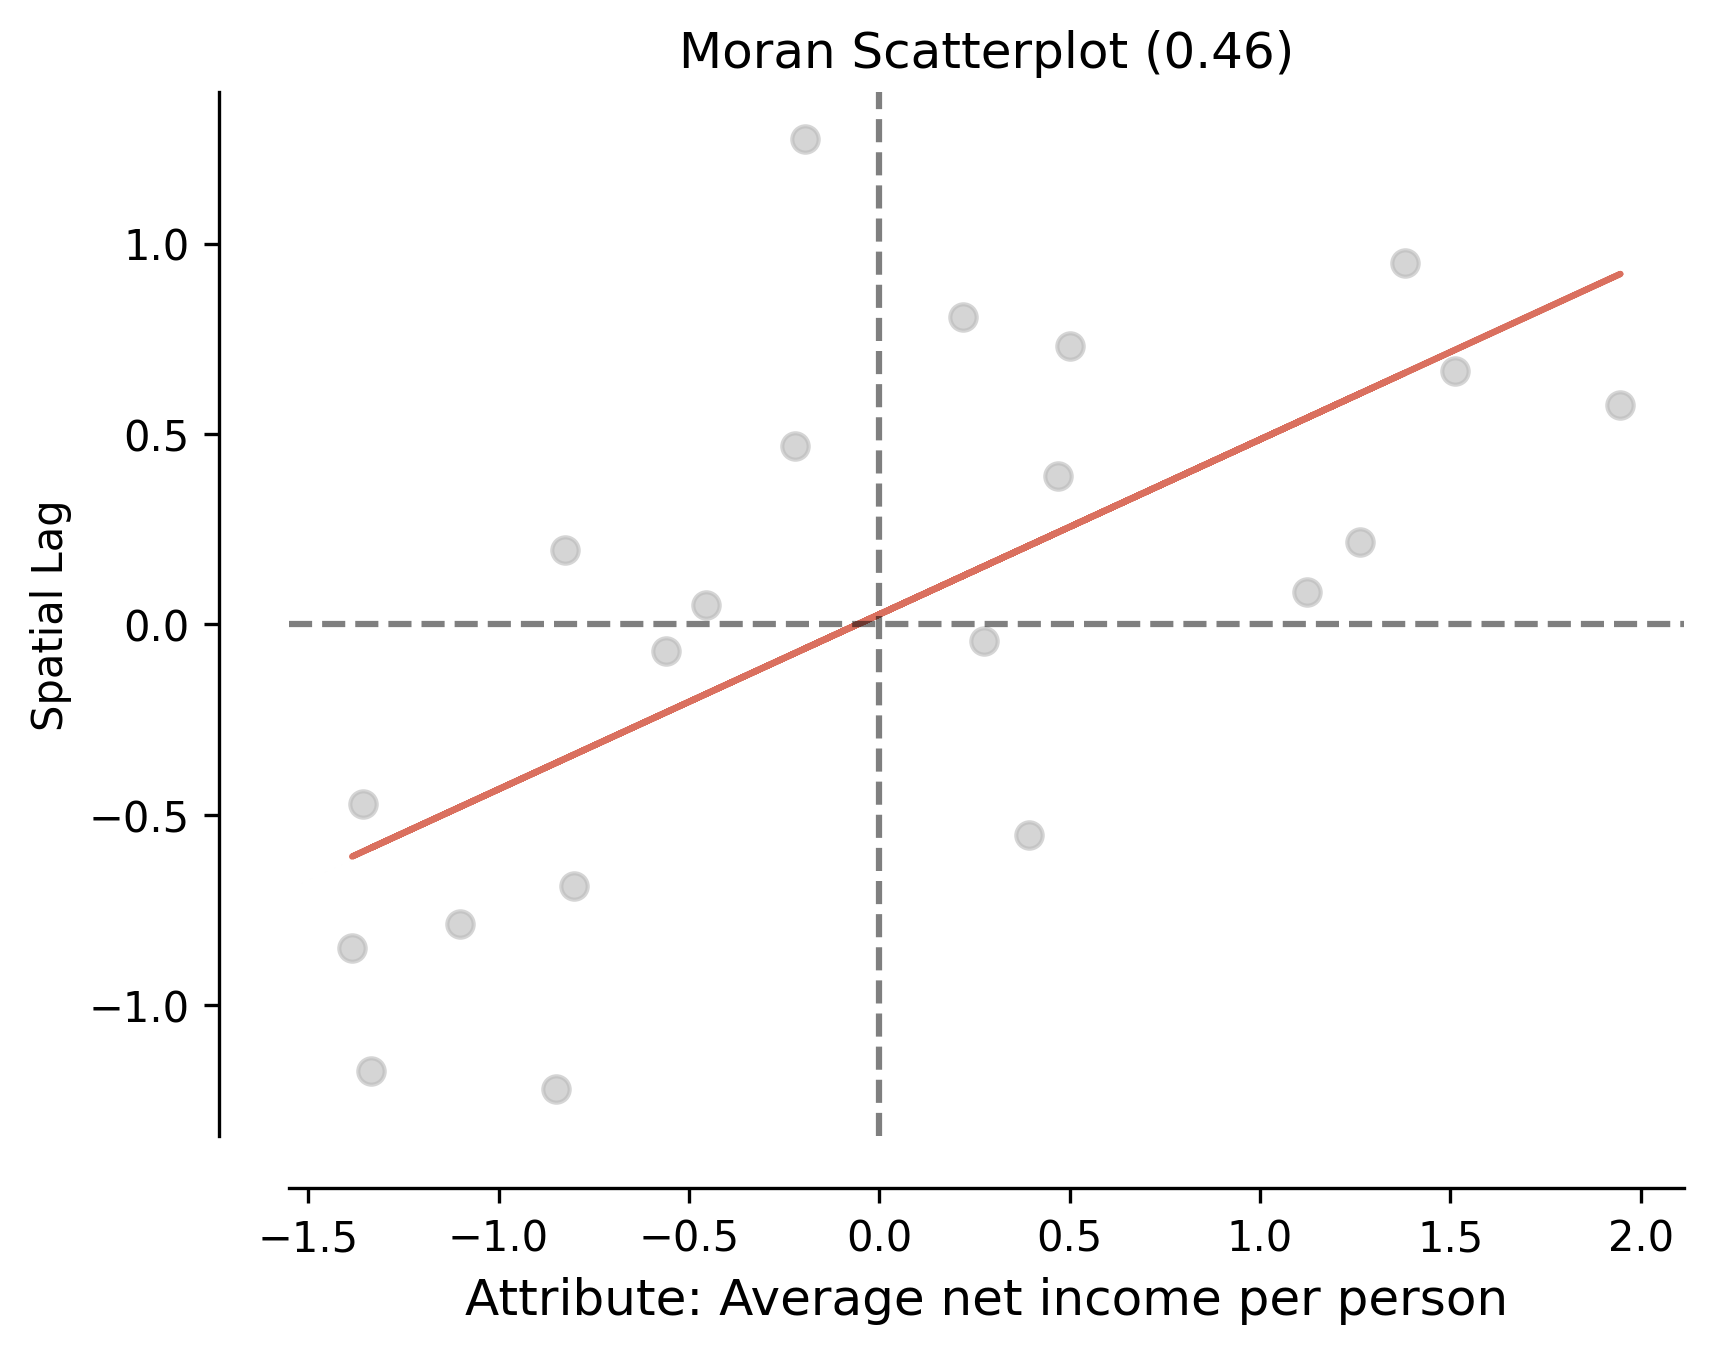 Moran Scatterplot (0.46)
1.0
0.5
0.0
−0.5
−1.0
Spatial Lag
−1.5 −1.0 −0.5 0.0 0.5 1.0 1.5 2.0
Attribute: Average net income per person